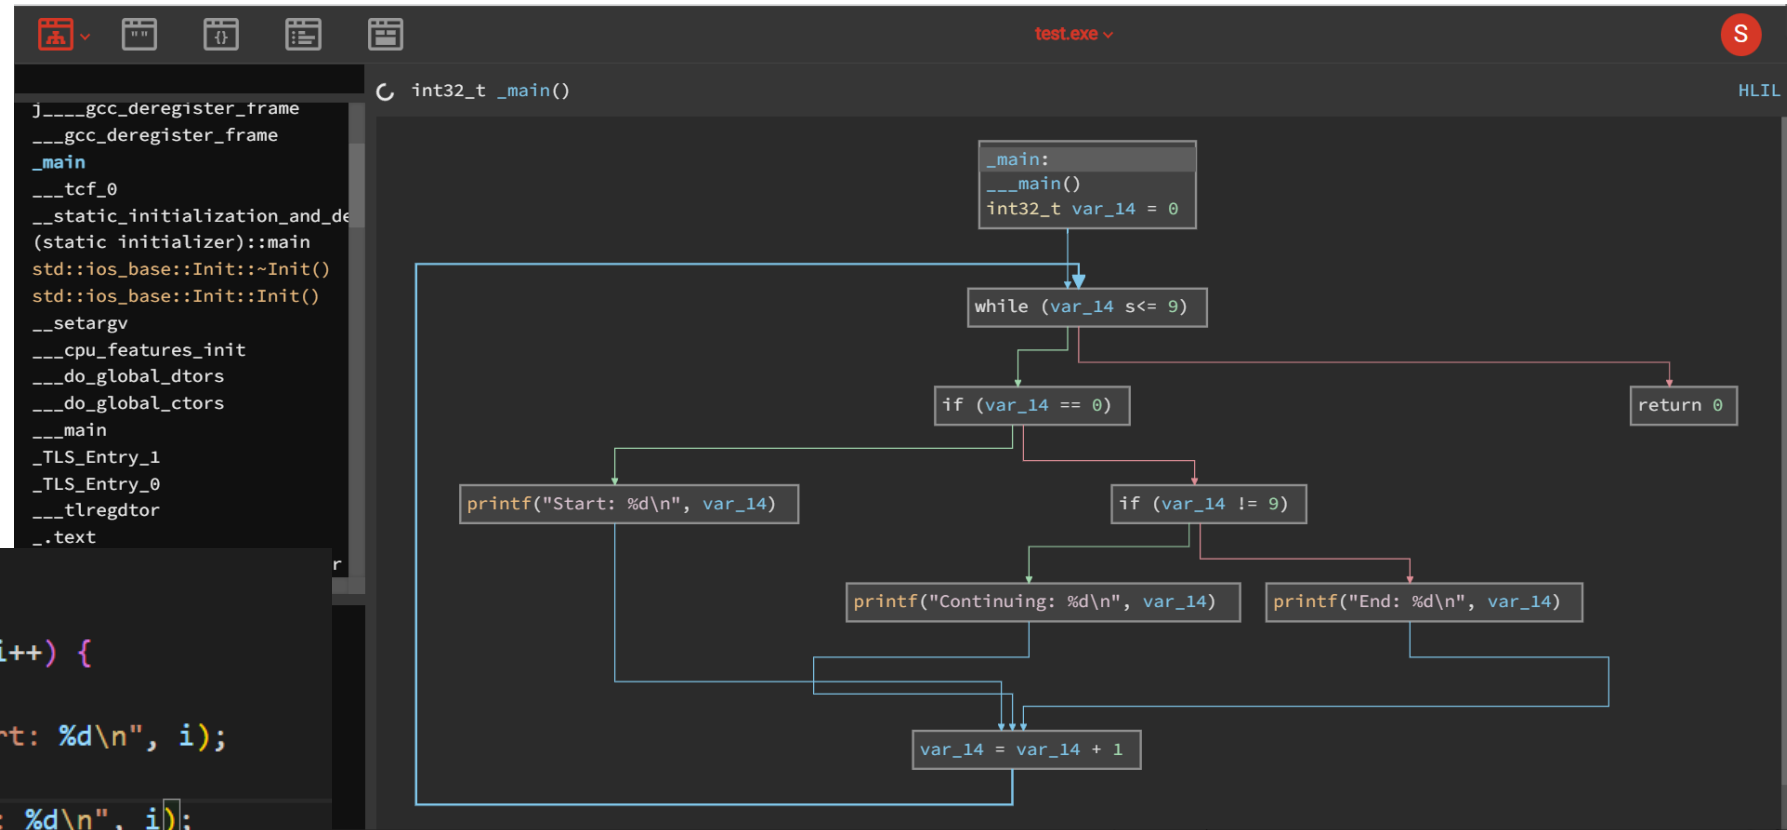 test.exe
S
"" 
{}
int32_t _main()
HLIL
j____gcc_deregister_frame
___gcc_deregister_frame
_main
___tcf_0
__static_initialization_and_de
(static initializer)::main
std::ios_base::Init::~Init()
std::ios_base::Init::Init()
__setargv
___cpu_features_init
___do_global_dtors
___do_global_ctors
___main
_TLS_Entry_1
_TLS_Entry_0
___tlregdtor
_.text
r
i++) {
rt: %d\n", i);
: %d\n", i);
_main:
___main()
int32_t var_14 = 0
while (var_14 s<= 9)
if (var_14 == 0)
return 0
printf("Start: %d\n", var_14)
if (var_14 != 9)
printf("Continuing: %d\n", var_14)
printf("End: %d\n", var_14)
var_14 = var_14 + 1